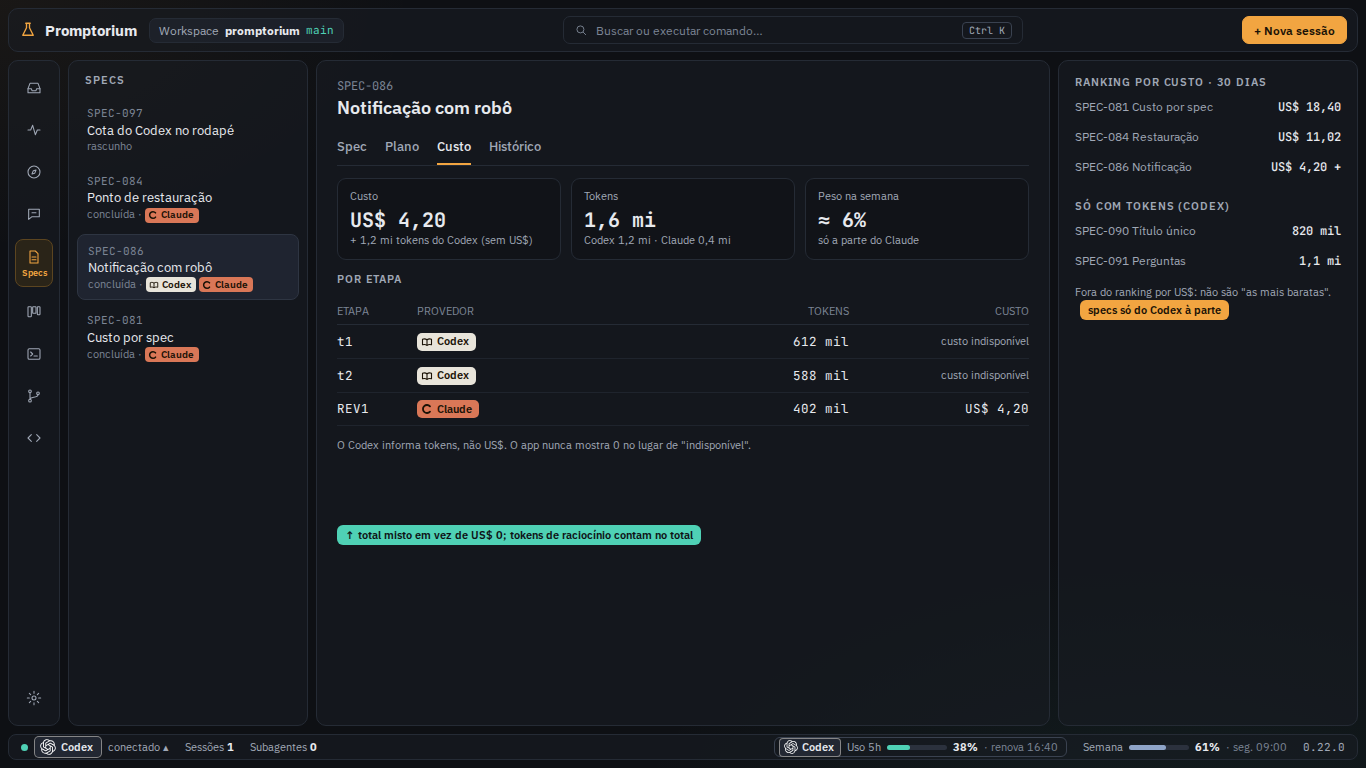 Promptorium
Workspace promptorium main
Buscar ou executar comando...
Ctrl K
+ Nova sessão
Specs
SPECS
SPEC-097
Cota do Codex no rodapé
rascunho
SPEC-084
Ponto de restauração
concluída · Claude
SPEC-086
Notificação com robô
concluída · Codex Claude
SPEC-081
Custo por spec
concluída · Claude
SPEC-086
Notificação com robô
Spec Plano Custo Histórico
Custo
US$ 4,20
+ 1,2 mi tokens do Codex (sem US$)
Tokens
1,6 mi
Codex 1,2 mi · Claude 0,4 mi
Peso na semana
≈ 6%
só a parte do Claude
POR ETAPA
ETAPA PROVEDOR TOKENS CUSTO
t1 Codex 612 mil custo indisponível
t2 Codex 588 mil custo indisponível
REV1 Claude 402 mil US$ 4,20
O Codex informa tokens, não US$. O app nunca mostra 0 no lugar de "indisponível".
↑ total misto em vez de US$ 0; tokens de raciocínio contam no total
RANKING POR CUSTO · 30 DIAS
SPEC-081 Custo por spec US$ 18,40
SPEC-084 Restauração US$ 11,02
SPEC-086 Notificação US$ 4,20 +
SÓ COM TOKENS (CODEX)
SPEC-090 Título único 820 mil
SPEC-091 Perguntas 1,1 mi
Fora do ranking por US$: não são "as mais baratas".
specs só do Codex à parte
Codex conectado ▴ Sessões 1 Subagentes 0
Codex Uso 5h 38% · renova 16:40
Semana 61% · seg. 09:00
0.22.0